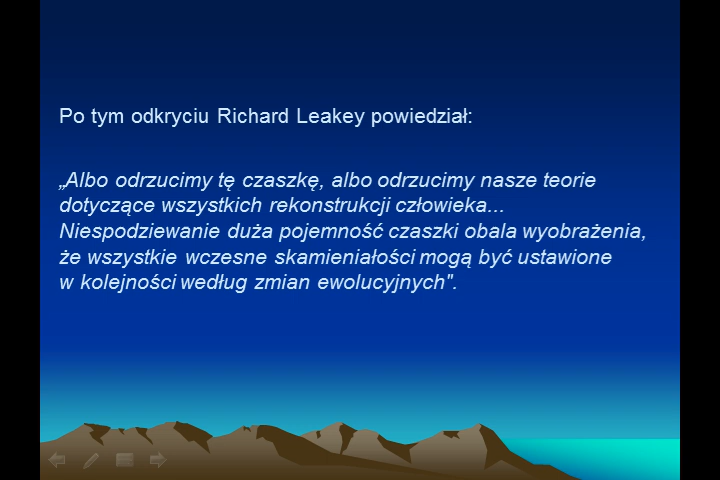 Po tym odkryciu Richard Leakey powiedział:
„Albo odrzucimy tę czaszkę, albo odrzucimy nasze teorie
dotyczące wszystkich rekonstrukcji człowieka...
Niespodziewanie duża pojemność czaszki obala wyobrażenia,
że wszystkie wczesne skamieniałości mogą być ustawione
w kolejności według zmian ewolucyjnych".